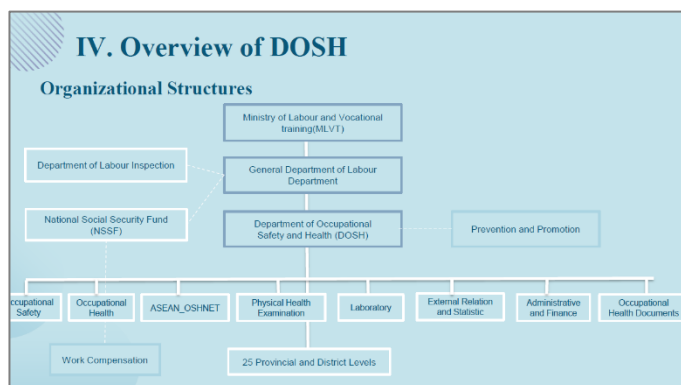 IV. Overview of DOSH
Organizational Structures
Ministry of Labour and Vocational
training(MLVT)
Department of Labour Inspection
General Department of Labour
Department
National Social Security Fund
(NSSF)
Department of Occupational
Safety and Health (DOSH)
Prevention and Promotion
ccupational
Safety
Occupational
Health
ASEAN_OSHNET
Physical Health
Examination
Laboratory
External Relation
and Statistic
Administrative
and Finance
Occupational
Health Documents
Work Compensation
25 Provincial and District Levels